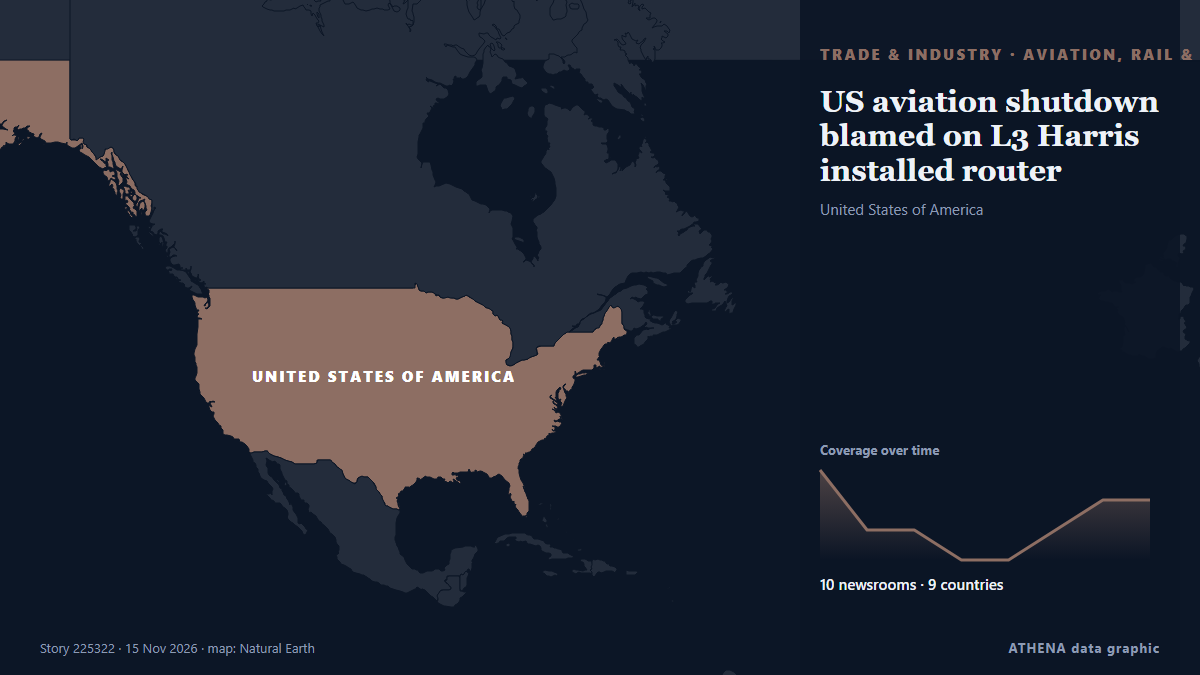 TRADE & INDUSTRY · AVIATION, RAIL &
US aviation shutdown
blamed on L3 Harris
installed router
United States of America
UNITED STATES OF AMERICA
Coverage over time
10 newsrooms · 9 countries
Story 225322 · 15 Nov 2026 · map: Natural Earth
ATHENA data graphic